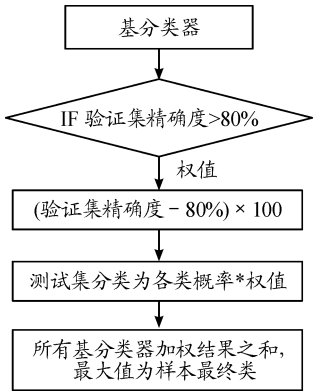 基分类器
IF 验证集精确度>80%
权值
(验证集精确度－80%) × 100
测试集分类为各类概率*权值
所有基分类器加权结果之和,
最大值为样本最终类